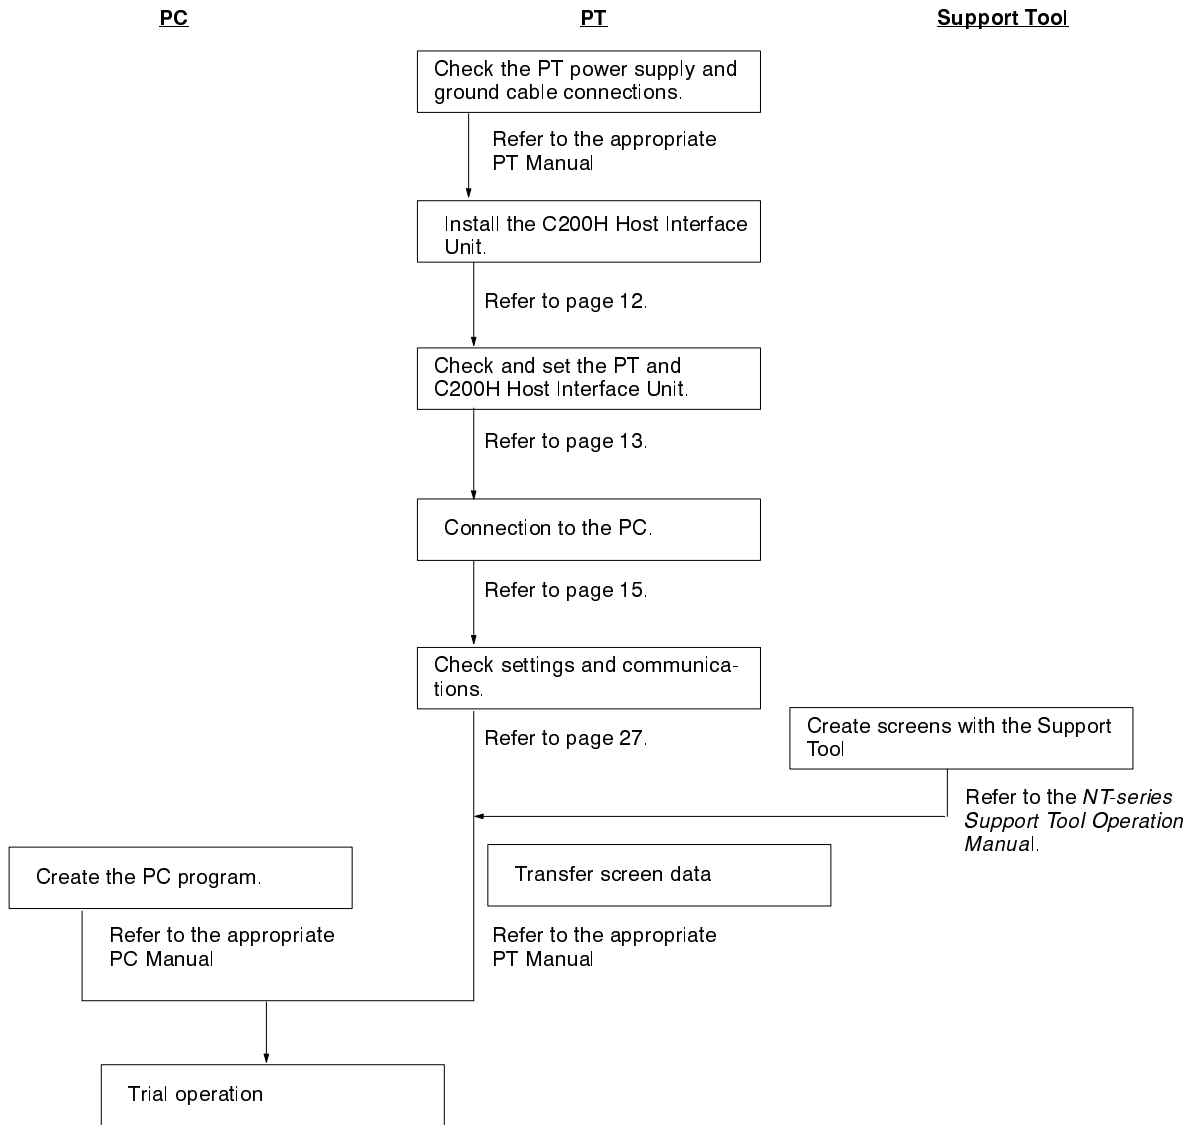 PC
PT
Support Tool
Check the PT power supply and
ground cable connections.
Refer to the appropriate
PT Manual
Install the C200H Host Interface
Unit.
Refer to page 12.
Check and set the PT and
C200H Host Interface Unit.
Refer to page 13.
Connection to the PC.
Refer to page 15.
Check settings and communica-
tions.
Refer to page 27.
Create screens with the Support
Tool
Refer to the NT-series
Support Tool Operation
Manual.
Create the PC program.
Transfer screen data
Refer to the appropriate
PC Manual
Refer to the appropriate
PT Manual
Trial operation